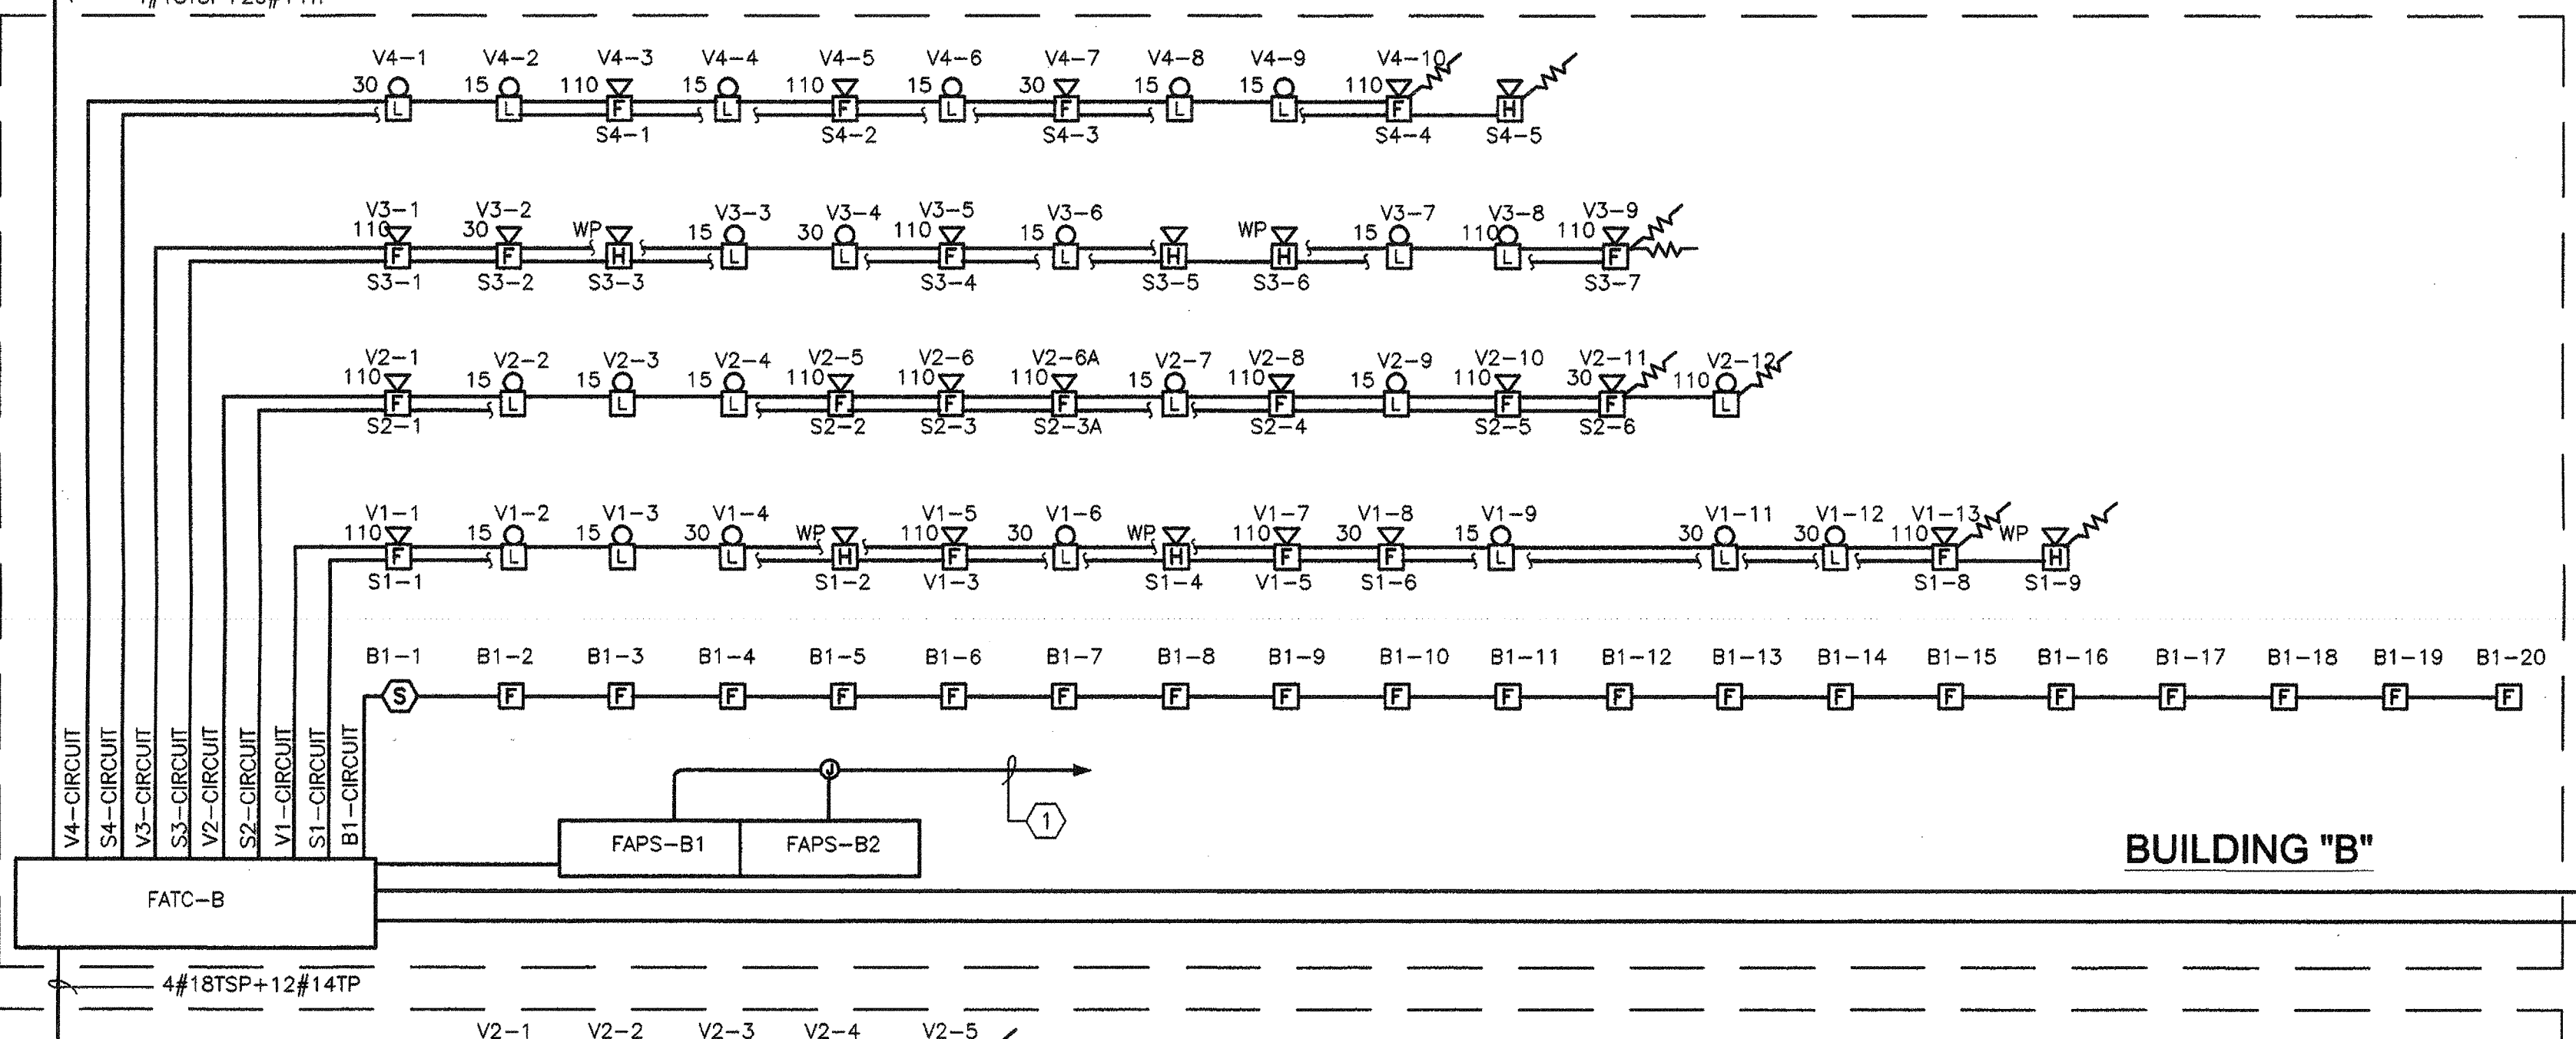 V4-1 V4-2 V4-3 V4-4 V4-5 V4-6 V4-7 V4-8 V4-9 V4-10
30 15 110 15 110 15 30 15 15 110
L L F L F L F L L F H
S4-1 S4-2 S4-3 S4-4 S4-5
V3-1 V3-2 V3-3 V3-4 V3-5 V3-6 V3-7 V3-8 V3-9
110 30 WP 15 30 110 15 WP 15 110 110
F F H L L F L H H L L F
S3-1 S3-2 S3-3 S3-4 S3-5 S3-6 S3-7
V2-1 V2-2 V2-3 V2-4 V2-5 V2-6 V2-6A V2-7 V2-8 V2-9 V2-10 V2-11 V2-12
110 15 15 15 110 110 110 15 110 15 110 30 110
F L L L F F F L F L F F L
S2-1 S2-2 S2-3 S2-3A S2-4 S2-5 S2-6
V1-1 V1-2 V1-3 V1-4 V1-5 V1-6 V1-7 V1-8 V1-9 V1-11 V1-12 V1-13
110 15 15 30 WP 110 30 WP 110 30 15 30 30 110 WP
F L L L H F L H F F L L L F H
S1-1 S1-2 V1-3 S1-4 V1-5 S1-6 S1-8 S1-9
B1-1 B1-2 B1-3 B1-4 B1-5 B1-6 B1-7 B1-8 B1-9 B1-10 B1-11 B1-12 B1-13 B1-14 B1-15 B1-16 B1-17 B1-18 B1-19 B1-20
S F F F F F F F F F F F F F F F F F F F
V4-CIRCUIT
S4-CIRCUIT
V3-CIRCUIT
S3-CIRCUIT
V2-CIRCUIT
S2-CIRCUIT
V1-CIRCUIT
S1-CIRCUIT
B1-CIRCUIT
J
1
FAPS-B1 FAPS-B2
BUILDING "B"
FATC-B
4#18TSP+12#14TP
V2-1 V2-2 V2-3 V2-4 V2-5